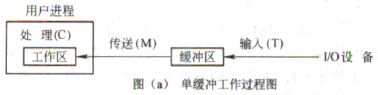 用户进程
处 理(C)
工作区
传送(M)
缓冲区
输入(T)
I/O设 备
图(a) 单缓冲工作过程图